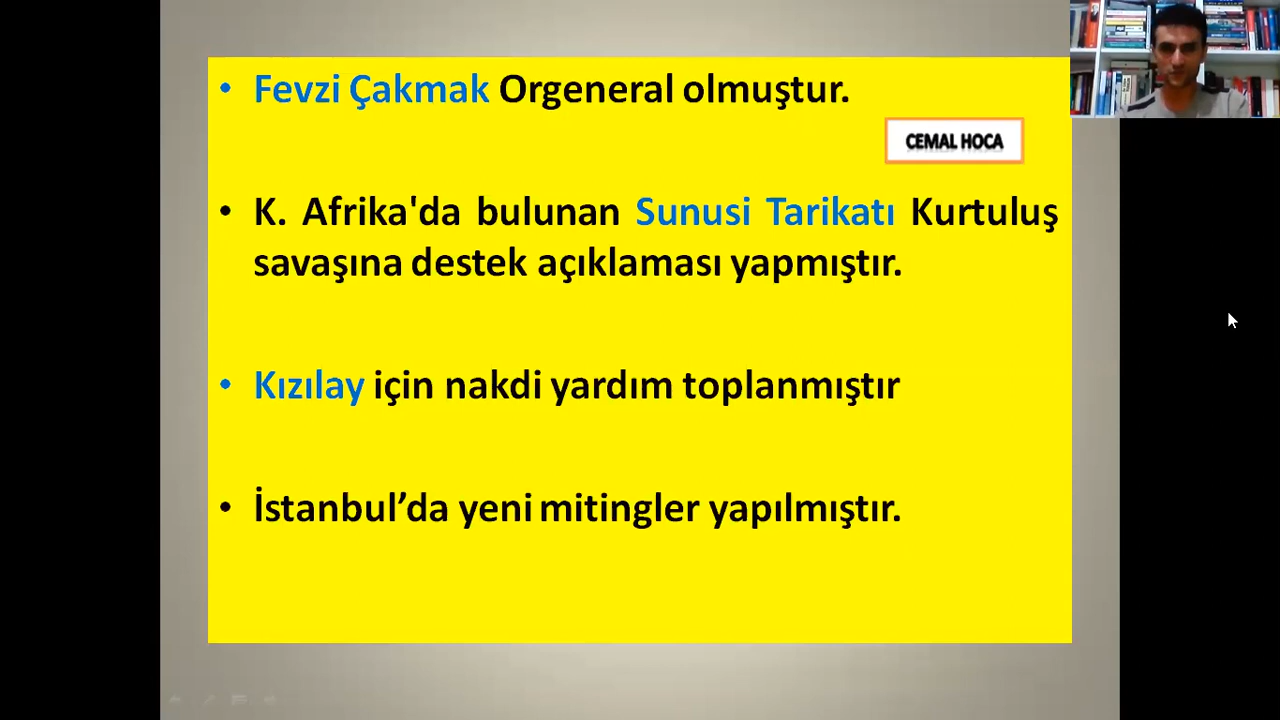 • Fevzi Çakmak Orgeneral olmuştur.
CEMAL HOCA
• K. Afrika'da bulunan Sunusi Tarikatı Kurtuluş
savaşına destek açıklaması yapmıştır.
• Kızılay için nakdi yardım toplanmıştır
• İstanbul’da yeni mitingler yapılmıştır.